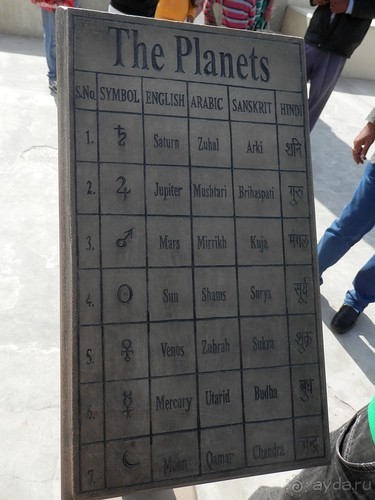 The Planets
S.No. SYMBOL ENGLISH ARABIC SANSKRIT HINDI
1. ♄ Saturn Zuhal Arki शनि
2. ♃ Jupiter Mushtari Brihaspati गुरु
3. ♂ Mars Mirrikh Kuja मंगल
4. ☉ Sun Shams Surya सूर्य
5. ♀ Venus Zahrah Sukra शुक्र
6. ☿ Mercury Utarid Budha बुध
7. ☾ Moon Qamar Chandra चन्द्र
ayda.ru